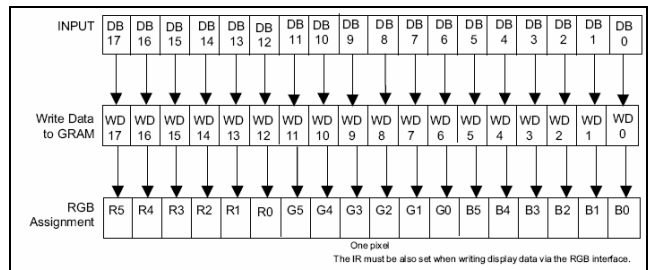 INPUT DB 17 DB 16 DB 15 DB 14 DB 13 DB 12 DB 11 DB 10 DB 9 DB 8 DB 7 DB 6 DB 5 DB 4 DB 3 DB 2 DB 1 DB 0
Write Data to GRAM WD 17 WD 16 WD 15 WD 14 WD 13 WD 12 WD 11 WD 10 WD 9 WD 8 WD 7 WD 6 WD 5 WD 4 WD 3 WD 2 WD 1 WD 0
RGB Assignment R5 R4 R3 R2 R1 R0 G5 G4 G3 G2 G1 G0 B5 B4 B3 B2 B1 B0
One pixel
The IR must be also set when writing display data via the RGB interface.